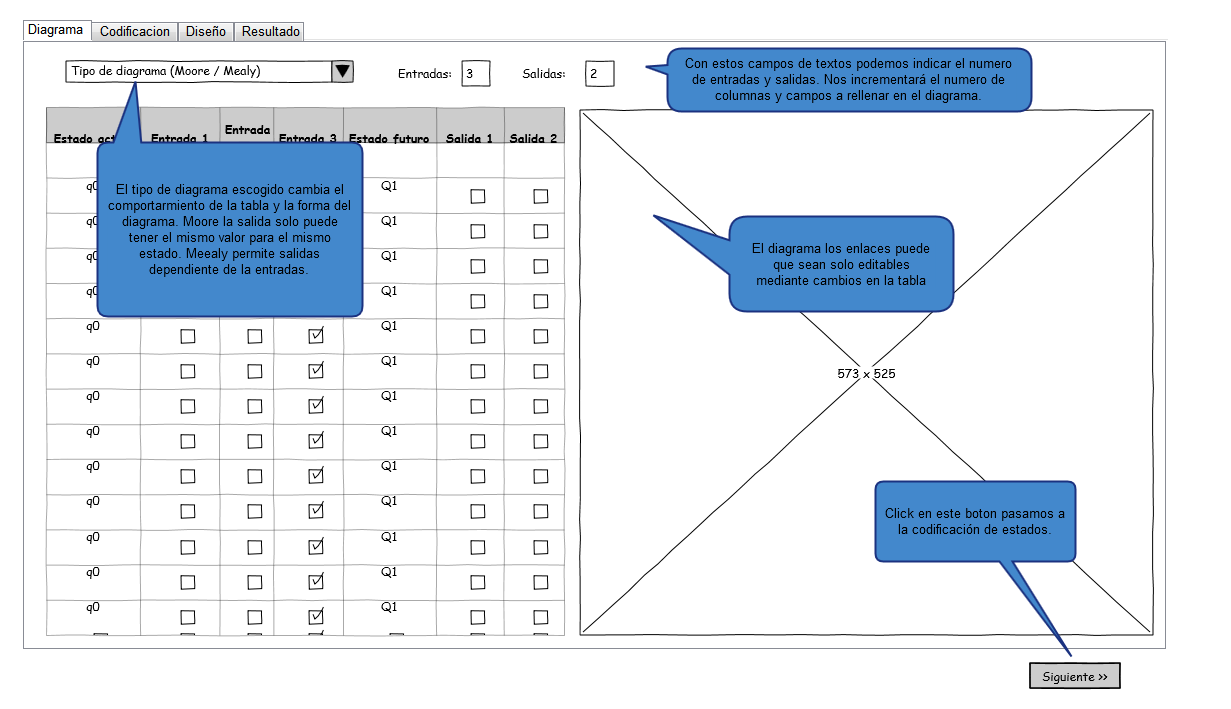 Diagrama Codificacion Diseño Resultado
Tipo de diagrama (Moore / Mealy)
Entradas: 3
Salidas: 2
Con estos campos de textos podemos indicar el numero
de entradas y salidas. Nos incrementará el numero de
columnas y campos a rellenar en el diagrama.
Estado Entrada 1 Entrada Entrada 3 Estado futuro Salida 1 Salida 2
El tipo de diagrama escogido cambia el
comportarmiento de la tabla y la forma del
diagrama. Moore la salida solo puede
tener el mismo valor para el mismo
estado. Meealy permite salidas
dependiente de la entradas.
q0 Q1
q0 Q1
q0 Q1
q0 Q1
q0 Q1
q0 Q1
q0 Q1
q0 Q1
q0 Q1
q0 Q1
q0 Q1
q0 Q1
q0 Q1
El diagrama los enlaces puede
que sean solo editables
mediante cambios en la tabla
573 x 525
Click en este boton pasamos a
la codificación de estados.
Siguiente >>